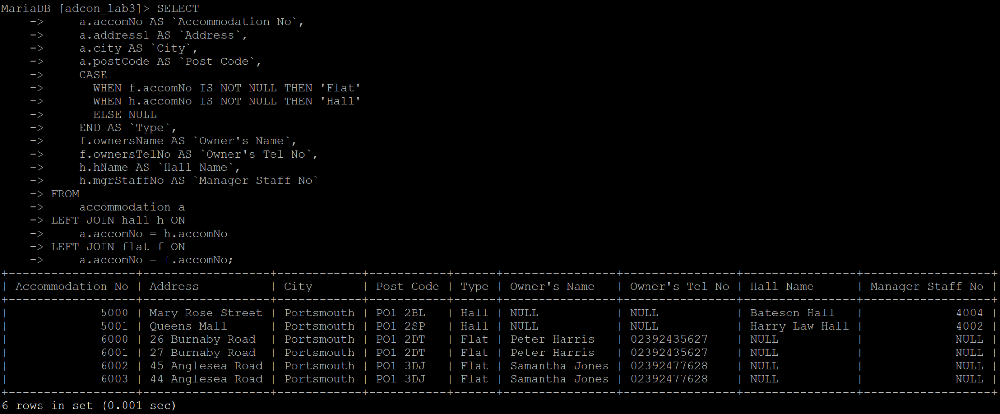 MariaDB [adcon_lab3]> SELECT
    ->     a.accomNo AS `Accommodation No`,
    ->     a.address1 AS `Address`,
    ->     a.city AS `City`,
    ->     a.postCode AS `Post Code`,
    ->     CASE
    ->       WHEN f.accomNo IS NOT NULL THEN 'Flat'
    ->       WHEN h.accomNo IS NOT NULL THEN 'Hall'
    ->       ELSE NULL
    ->     END AS `Type`,
    ->     f.ownersName AS `Owner's Name`,
    ->     f.ownersTelNo AS `Owner's Tel No`,
    ->     h.hName AS `Hall Name`,
    ->     h.mgrStaffNo AS `Manager Staff No`
    -> FROM
    ->     accommodation a
    -> LEFT JOIN hall h ON
    ->     a.accomNo = h.accomNo
    -> LEFT JOIN flat f ON
    ->     a.accomNo = f.accomNo;
+------------------+------------------+------------+-----------+------+----------------+----------------+----------------+------------------+
| Accommodation No | Address          | City       | Post Code | Type | Owner's Name   | Owner's Tel No | Hall Name      | Manager Staff No |
+------------------+------------------+------------+-----------+------+----------------+----------------+----------------+------------------+
|             5000 | Mary Rose Street | Portsmouth | PO1 2BL   | Hall | NULL           | NULL           | Bateson Hall   |             4004 |
|             5001 | Queens Mall      | Portsmouth | PO1 2SP   | Hall | NULL           | NULL           | Harry Law Hall |             4002 |
|             6000 | 26 Burnaby Road  | Portsmouth | PO1 2DT   | Flat | Peter Harris   | 02392435627    | NULL           |             NULL |
|             6001 | 27 Burnaby Road  | Portsmouth | PO1 2DT   | Flat | Peter Harris   | 02392435627    | NULL           |             NULL |
|             6002 | 45 Anglesea Road | Portsmouth | PO1 3DJ   | Flat | Samantha Jones | 02392477628    | NULL           |             NULL |
|             6003 | 44 Anglesea Road | Portsmouth | PO1 3DJ   | Flat | Samantha Jones | 02392477628    | NULL           |             NULL |
+------------------+------------------+------------+-----------+------+----------------+----------------+----------------+------------------+
6 rows in set (0.001 sec)